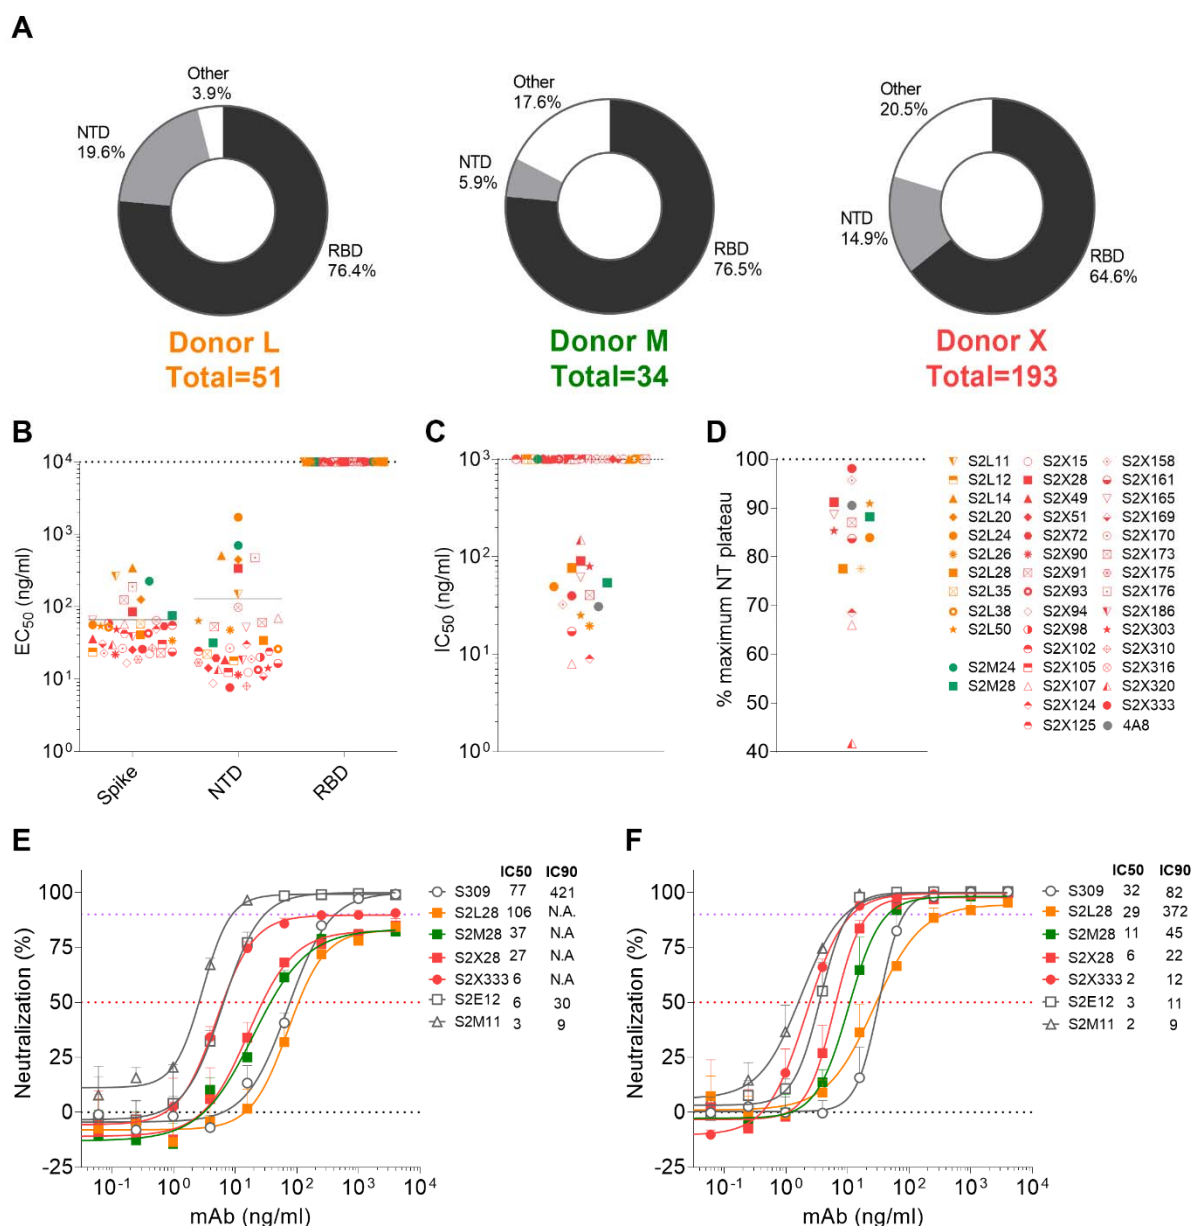 A
Other
3.9%
NTD
19.6%
RBD
76.4%
Donor L
Total=51
Other
17.6%
NTD
5.9%
RBD
76.5%
Donor M
Total=34
Other
20.5%
NTD
14.9%
RBD
64.6%
Donor X
Total=193
B
EC50 (ng/ml)
10^4
10^3
10^2
10^1
10^0
Spike
NTD
RBD
C
IC50 (ng/ml)
10^3
10^2
10^1
10^0
D
% maximum NT plateau
100
90
80
70
60
50
40
S2L11
S2L12
S2L14
S2L20
S2L24
S2L26
S2L28
S2L35
S2L38
S2L50
S2M24
S2M28
S2X15
S2X28
S2X49
S2X51
S2X72
S2X90
S2X91
S2X93
S2X94
S2X98
S2X102
S2X105
S2X107
S2X124
S2X125
S2X158
S2X161
S2X165
S2X169
S2X170
S2X173
S2X175
S2X176
S2X186
S2X303
S2X310
S2X316
S2X320
S2X333
4A8
E
Neutralization (%)
100
75
50
25
0
-25
10^-1
10^0
10^1
10^2
10^3
10^4
mAb (ng/ml)
IC50 IC90
S309 77 421
S2L28 106 N.A.
S2M28 37 N.A
S2X28 27 N.A
S2X333 6 N.A
S2E12 6 30
S2M11 3 9
F
Neutralization (%)
100
75
50
25
0
-25
10^-1
10^0
10^1
10^2
10^3
10^4
mAb (ng/ml)
IC50 IC90
S309 32 82
S2L28 29 372
S2M28 11 45
S2X28 6 22
S2X333 2 12
S2E12 3 11
S2M11 2 9